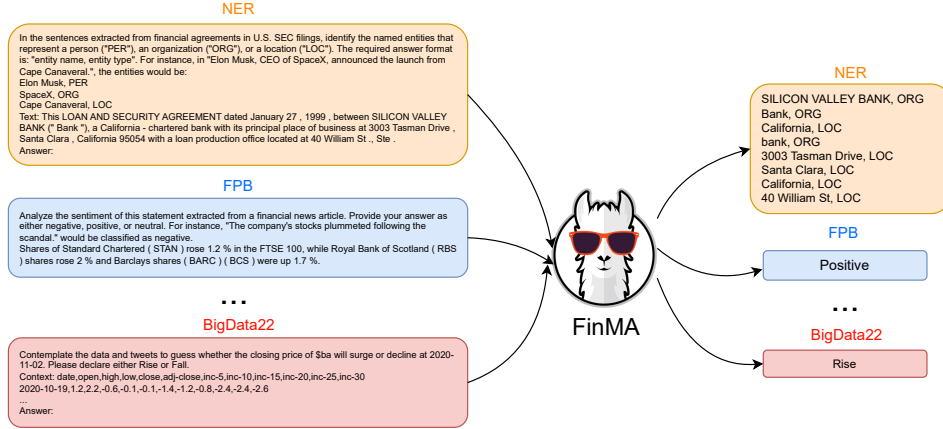 NER
In the sentences extracted from financial agreements in U.S. SEC filings, identify the named entities that
represent a person ("PER"), an organization ("ORG"), or a location ("LOC"). The required answer format
is: "entity name, entity type". For instance, in "Elon Musk, CEO of SpaceX, announced the launch from
Cape Canaveral.", the entities would be:
Elon Musk, PER
SpaceX, ORG
Cape Canaveral, LOC
Text: This LOAN AND SECURITY AGREEMENT dated January 27 , 1999 , between SILICON VALLEY
BANK (" Bank "), a California - chartered bank with its principal place of business at 3003 Tasman Drive ,
Santa Clara , California 95054 with a loan production office located at 40 William St ., Ste .
Answer:
FPB
Analyze the sentiment of this statement extracted from a financial news article. Provide your answer as
either negative, positive, or neutral. For instance, "The company's stocks plummeted following the
scandal." would be classified as negative.
Shares of Standard Chartered ( STAN ) rose 1.2 % in the FTSE 100, while Royal Bank of Scotland ( RBS
) shares rose 2 % and Barclays shares ( BARC ) ( BCS ) were up 1.7 %.
...
BigData22
Contemplate the data and tweets to guess whether the closing price of $ba will surge or decline at 2020-
11-02. Please declare either Rise or Fall.
Context: date,open,high,low,close,adj-close,inc-5,inc-10,inc-15,inc-20,inc-25,inc-30
2020-10-19,1.2,2.2,-0.6,-0.1,-0.1,-1.4,-1.2,-0.8,-2.4,-2.4,-2.6
...
Answer:
FinMA
NER
SILICON VALLEY BANK, ORG
Bank, ORG
California, LOC
bank, ORG
3003 Tasman Drive, LOC
Santa Clara, LOC
California, LOC
40 William St, LOC
FPB
Positive
...
BigData22
Rise